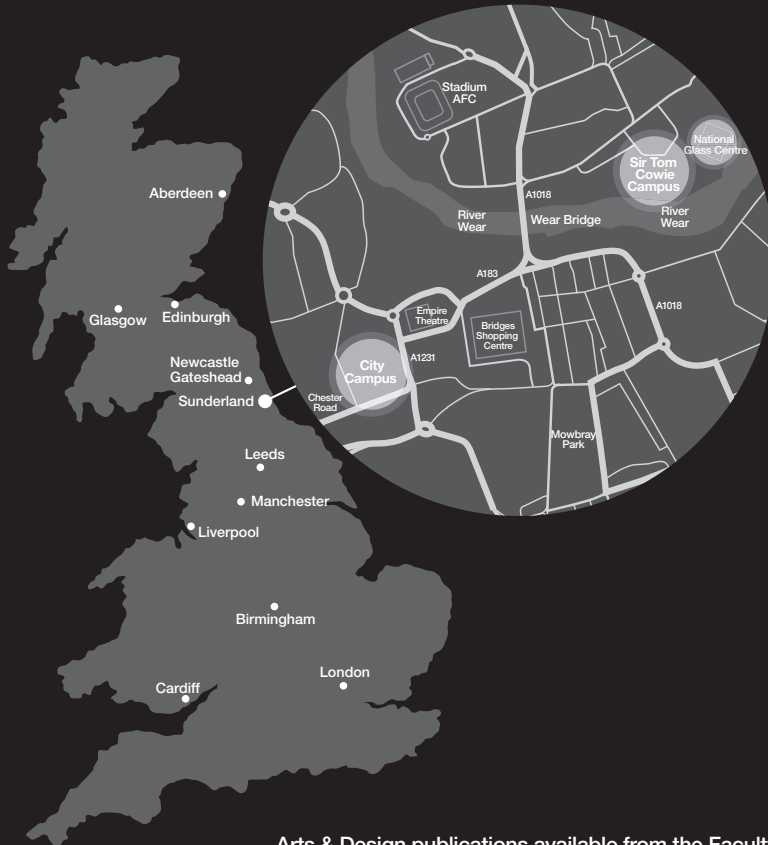 Stadium
AFC
National
Glass Centre
Sir Tom
Cowie
Campus
Aberdeen
A1018
River
Wear
Wear Bridge
River
Wear
A183
A1018
Glasgow
Edinburgh
Empire
Theatre
Bridges
Shopping
Centre
Newcastle
Gateshead
A1231
City
Campus
Sunderland
Chester
Road
Mowbray
Park
Leeds
Manchester
Liverpool
Birmingham
London
Cardiff
Arts & Design publications available from the Facult